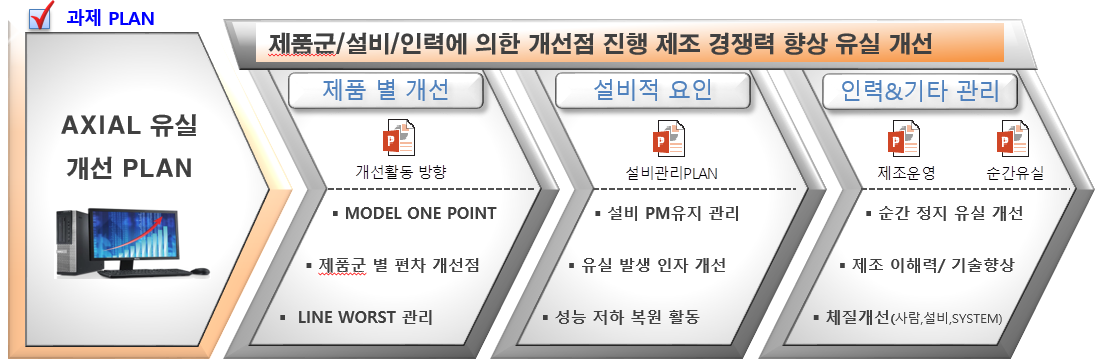 과제 PLAN
제품군/설비/인력에 의한 개선점 진행 제조 경쟁력 향상 유실 개선
AXIAL 유실
개선 PLAN
제품 별 개선
개선활동 방향
▪ MODEL ONE POINT
▪ 제품군 별 편차 개선점
▪ LINE WORST 관리
설비적 요인
설비관리PLAN
▪ 설비 PM유지 관리
▪ 유실 발생 인자 개선
▪ 성능 저하 복원 활동
인력&기타 관리
제조운영
순간유실
▪ 순간 정지 유실 개선
▪ 제조 이해력/ 기술향상
▪ 체질개선(사람,설비,SYSTEM)